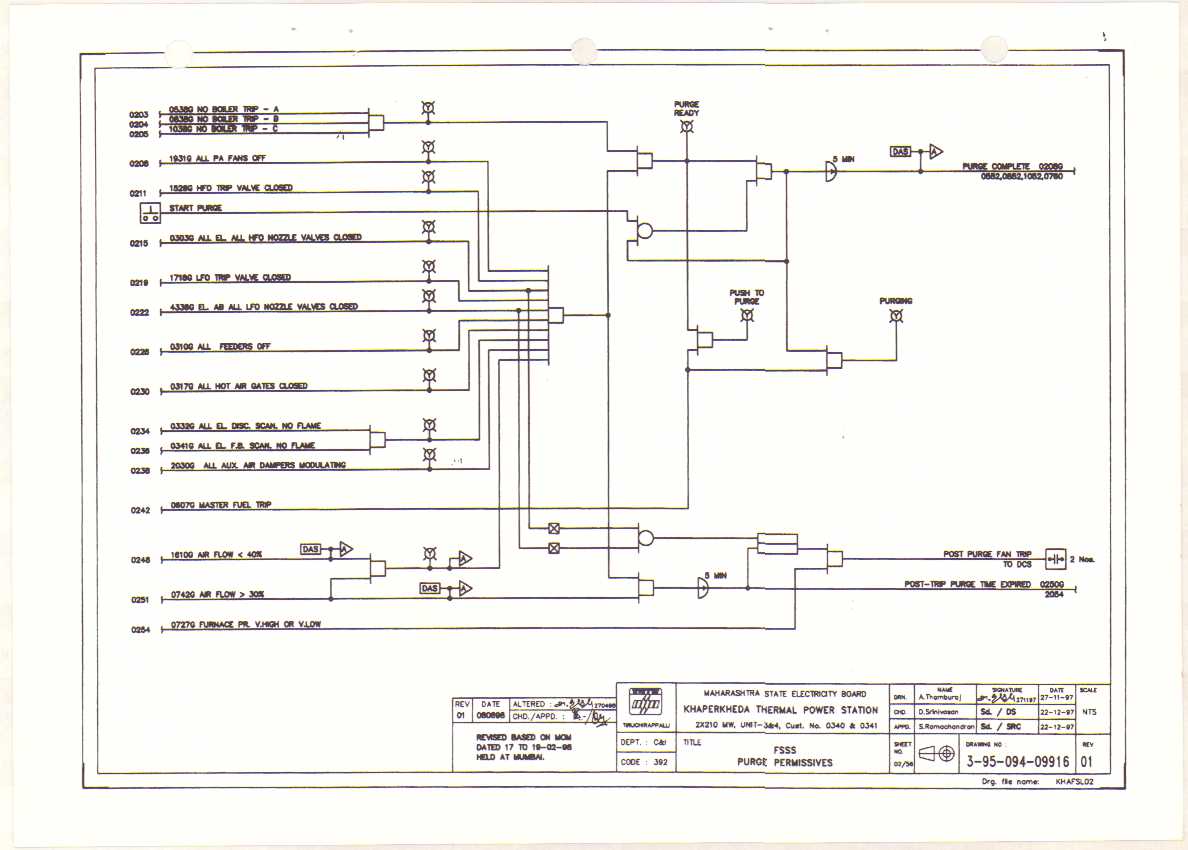 0203 0538G NO BOILER TRIP - A
0204 0838G NO BOILER TRIP - B
0205 1038G NO BOILER TRIP - C
PURGE
READY
5 MIN
DAS A
PURGE COMPLETE 0208G
0552,0852,1052,0760
0208 1931G ALL PA FANS OFF
0211 1528G HFO TRIP VALVE CLOSED
START PURGE
0215 0303G ALL EL. ALL HFO NOZZLE VALVES CLOSED
0219 1718G LFO TRIP VALVE CLOSED
PUSH TO
PURGE
PURGING
0222 4338G EL. AB ALL LFO NOZZLE VALVES CLOSED
0226 0310G ALL FEEDERS OFF
0230 0317G ALL HOT AIR GATES CLOSED
0234 0332G ALL EL. DISC. SCAN. NO FLAME
0236 0341G ALL EL. F.B. SCAN. NO FLAME
0238 2030G ALL AUX. AIR DAMPERS MODULATING
0242 0607G MASTER FUEL TRIP
DAS A
0246 1610G AIR FLOW < 40%
A
POST PURGE FAN TRIP
TO DCS
2 Nos.
5 MIN
DAS A
0251 0742G AIR FLOW > 30%
POST-TRIP PURGE TIME EXPIRED 0250G
2054
0254 0727G FURNACE PR. V.HIGH OR V.LOW
REV DATE ALTERED : 270498
01 080698 CHD./APPD. :
REVISED BASED ON MOM
DATED 17 TO 19-02-98
HELD AT MUMBAI.
TIRUCHIRAPPALLI
DEPT. : C&I
CODE : 392
MAHARASHTRA STATE ELECTRICITY BOARD
KHAPERKHEDA THERMAL POWER STATION
2X210 MW, UNIT-3&4, Cust. No. 0340 & 0341
TITLE
FSSS
PURGE PERMISSIVES
NAME SIGNATURE DATE SCALE
DRN. A.Thamburaj 271197 27-11-97
CHD. D.Srinivasan Sd. / DS 22-12-97 NTS
APPD. S.Ramachandran Sd. / SRC 22-12-97
SHEET
NO.
02/56
DRAWING NO :
3-95-094-09916
REV
01
Drg. file name: KHAFSL02